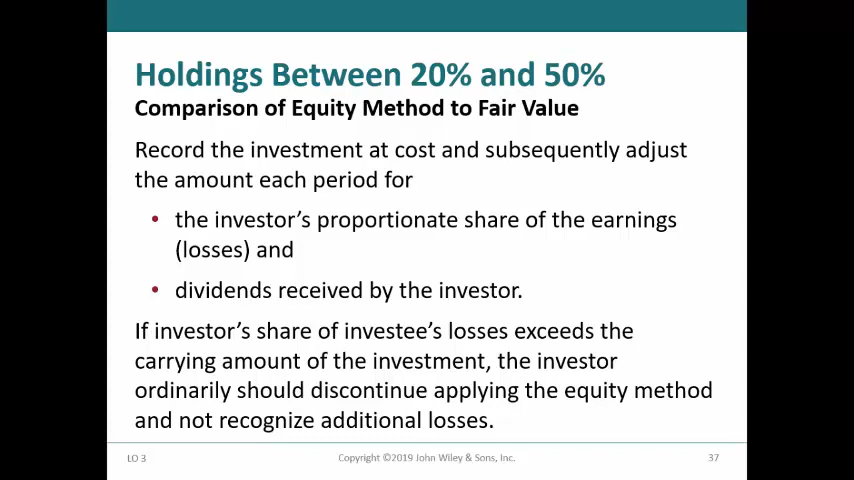 Holdings Between 20% and 50%
Comparison of Equity Method to Fair Value
Record the investment at cost and subsequently adjust
the amount each period for
• the investor’s proportionate share of the earnings
(losses) and
• dividends received by the investor.
If investor’s share of investee’s losses exceeds the
carrying amount of the investment, the investor
ordinarily should discontinue applying the equity method
and not recognize additional losses.
LO 3
Copyright ©2019 John Wiley & Sons, Inc.
37